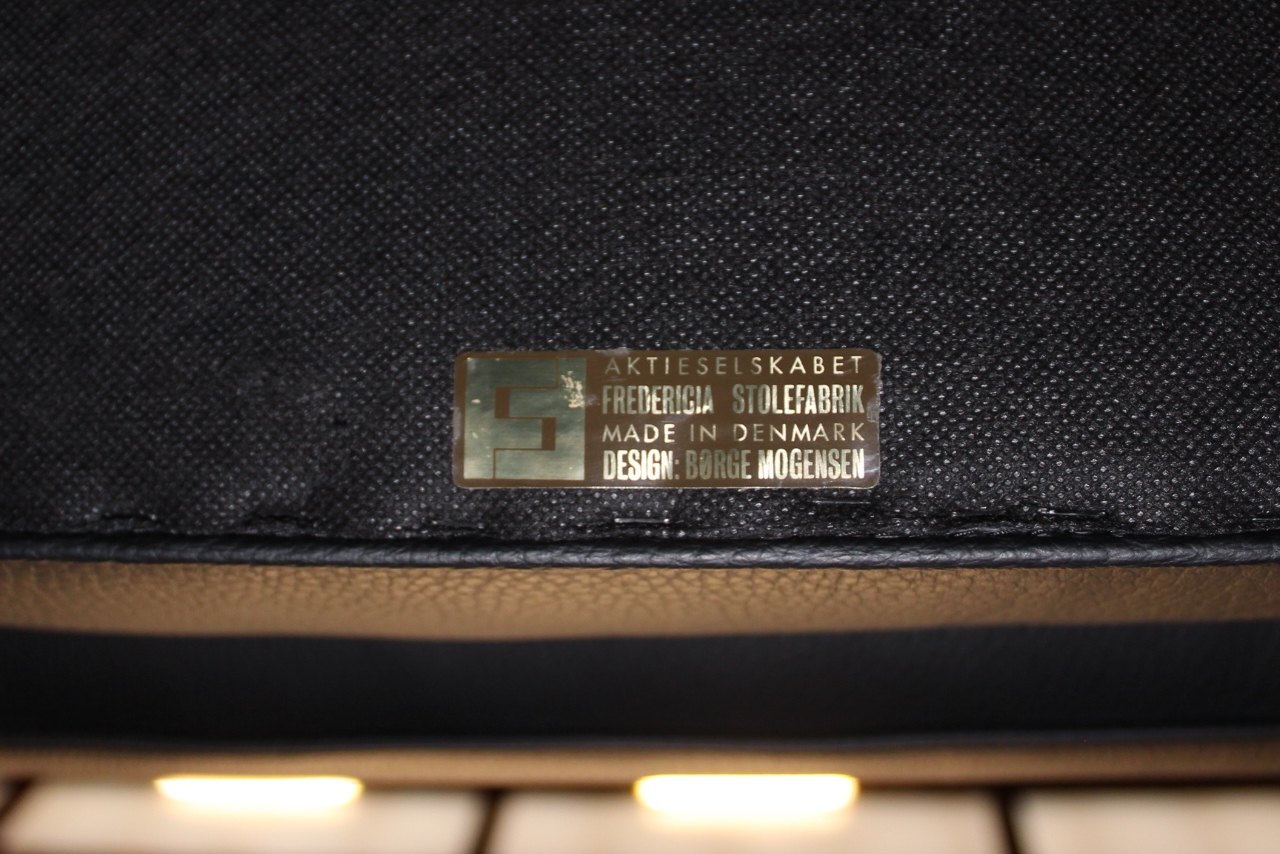 AKTIESELSKABET
FREDERICIA STOLEFABRIK
MADE IN DENMARK
DESIGN: BØRGE MOGENSEN